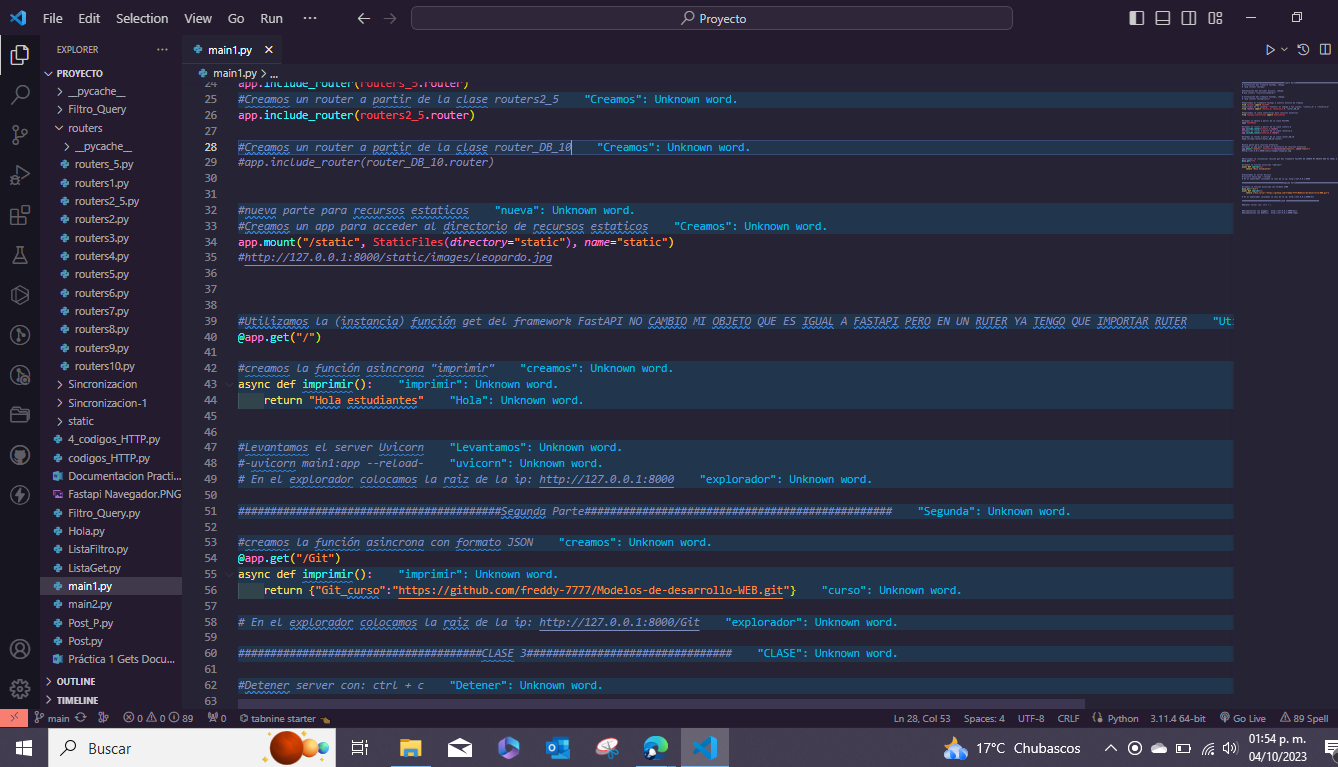 File Edit Selection View Go Run ··· Proyecto
EXPLORER ···
main1.py
PROYECTO
main1.py > ...
__pycache__
Filtro_Query
routers
__pycache__
routers_5.py
routers1.py
routers2_5.py
routers2.py
routers3.py
routers4.py
routers5.py
routers6.py
routers7.py
routers8.py
routers9.py
routers10.py
Sincronizacion
Sincronizacion-1
static
4_codigos_HTTP.py
codigos_HTTP.py
Documentacion Practi...
Fastapi Navegador.PNG
Filtro_Query.py
Hola.py
ListaFiltro.py
ListaGet.py
main1.py
main2.py
Post_P.py
Post.py
Práctica 1 Gets Docu...
OUTLINE
TIMELINE
24 app.include_router(routers_5.router)
25 #Creamos un router a partir de la clase routers2_5 "Creamos": Unknown word.
26 app.include_router(routers2_5.router)
27
28 #Creamos un router a partir de la clase router_DB_10 "Creamos": Unknown word.
29 #app.include_router(router_DB_10.router)
30
31
32 #nueva parte para recursos estaticos "nueva": Unknown word.
33 #Creamos un app para acceder al directorio de recursos estaticos "Creamos": Unknown word.
34 app.mount("/static", StaticFiles(directory="static"), name="static")
35 #http://127.0.0.1:8000/static/images/leopardo.jpg
36
37
38
39 #Utilizamos la (instancia) función get del framework FastAPI NO CAMBIO MI OBJETO QUE ES IGUAL A FASTAPI PERO EN UN RUTER YA TENGO QUE IMPORTAR RUTER "Ut
40 @app.get("/")
41
42 #creamos la función asincrona "imprimir" "creamos": Unknown word.
43 async def imprimir(): "imprimir": Unknown word.
44 return "Hola estudiantes" "Hola": Unknown word.
45
46
47 #Levantamos el server Uvicorn "Levantamos": Unknown word.
48 #-uvicorn main1:app --reload- "uvicorn": Unknown word.
49 # En el explorador colocamos la raiz de la ip: http://127.0.0.1:8000 "explorador": Unknown word.
50
51 #########################################Segunda Parte################################################ "Segunda": Unknown word.
52
53 #creamos la función asincrona con formato JSON "creamos": Unknown word.
54 @app.get("/Git")
55 async def imprimir(): "imprimir": Unknown word.
56 return {"Git_curso":"https://github.com/freddy-7777/Modelos-de-desarrollo-WEB.git"} "curso": Unknown word.
57
58 # En el explorador colocamos la raiz de la ip: http://127.0.0.1:8000/Git "explorador": Unknown word.
59
60 ######################################CLASE 3################################ "CLASE": Unknown word.
61
62 #Detener server con: ctrl + c "Detener": Unknown word.
63
main 0 0 89 0 tabnine starter Ln 28, Col 53 Spaces: 4 UTF-8 CRLF Python 3.11.4 64-bit Go Live 89 Spell
Buscar 17°C Chubascos 01:54 p. m.
04/10/2023